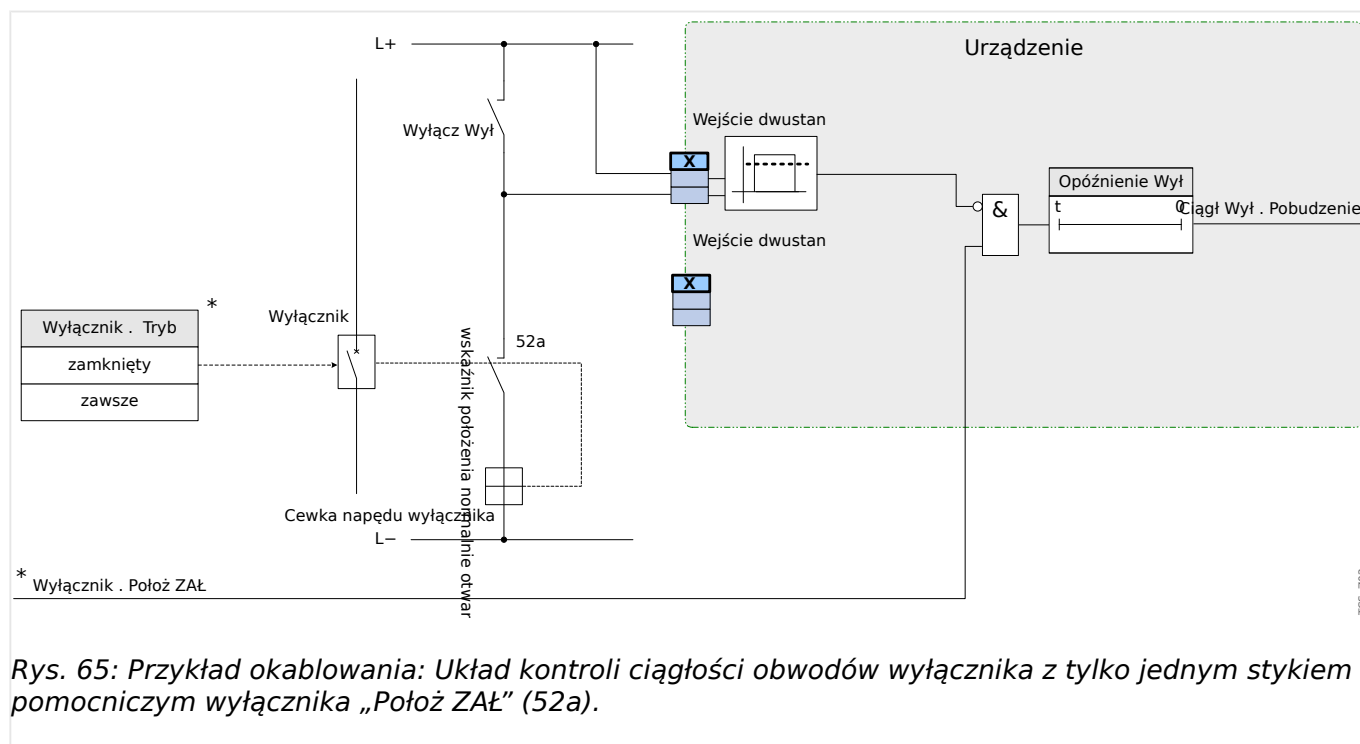 L+
Urządzenie
Wejście dwustan
Wyłącz Wył
X
Opóźnienie Wył
&
t
0
Ciągł Wył . Pobudzenie
Wejście dwustan
X
*
Wyłącznik
Wyłącznik . Tryb
52a
zamknięty
zawsze
wskaźnik położenia normalnie otwar
Cewka napędu wyłącznika
L−
*
Wyłącznik . Położ ZAŁ
Rys. 65: Przykład okablowania: Układ kontroli ciągłości obwodów wyłącznika z tylko jednym stykiem
pomocniczym wyłącznika „Położ ZAŁ” (52a).